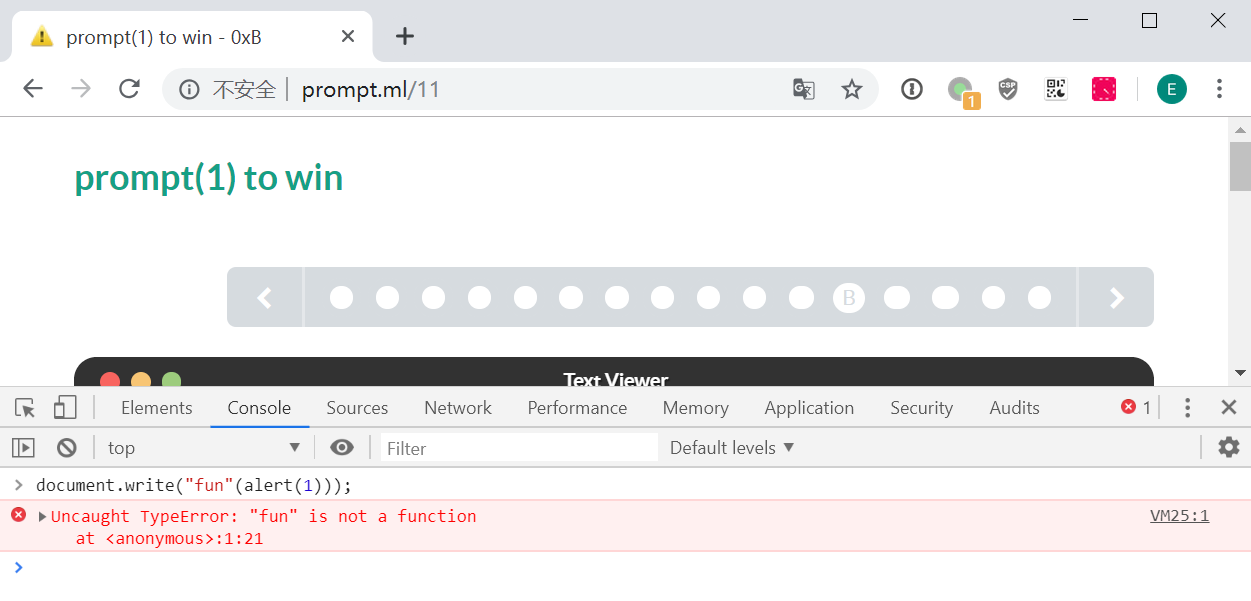 prompt(1) to win - 0xB
不安全 prompt.ml/11
1
CSP
E
prompt(1) to win
B
Text Viewer
Elements Console Sources Network Performance Memory Application Security Audits 1
top Filter Default levels
document.write("fun"(alert(1)));
Uncaught TypeError: "fun" is not a function VM25:1
at <anonymous>:1:21